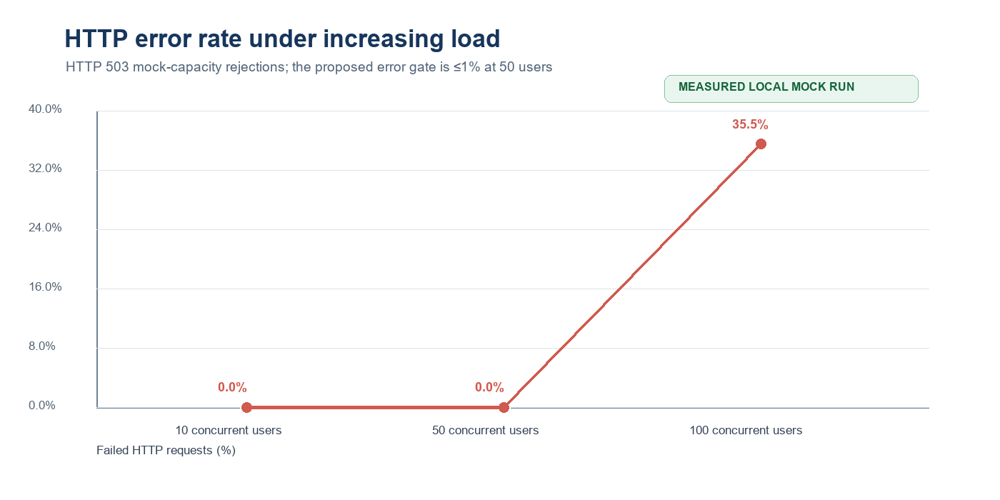 HTTP error rate under increasing load
HTTP 503 mock-capacity rejections; the proposed error gate is ≤1% at 50 users
MEASURED LOCAL MOCK RUN
40.0%
35.5%
32.0%
24.0%
16.0%
8.0%
0.0%
0.0%
0.0%
10 concurrent users
50 concurrent users
100 concurrent users
Failed HTTP requests (%)